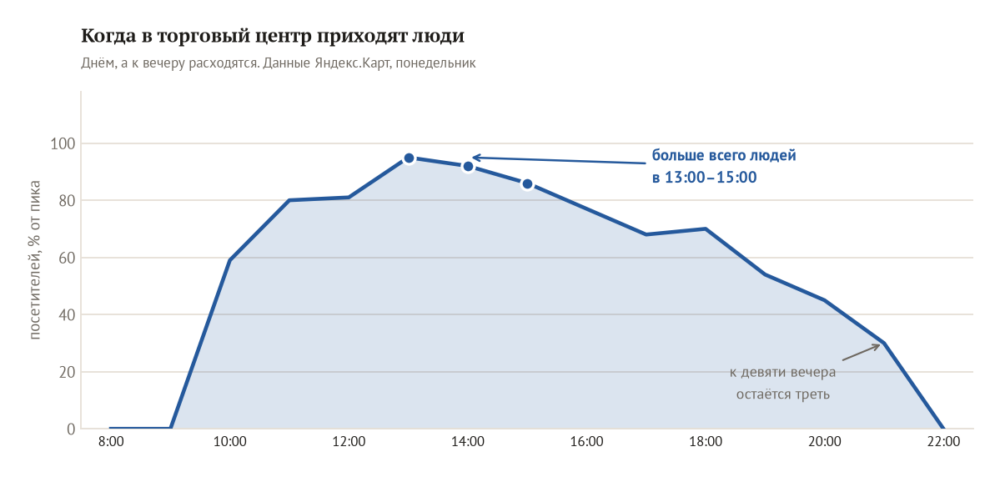 Когда в торговый центр приходят люди
Днём, а к вечеру расходятся. Данные Яндекс.Карт, понедельник
посетителей, % от пика
100
80
60
40
20
0
больше всего людей
в 13:00–15:00
к девяти вечера
остаётся треть
8:00
10:00
12:00
14:00
16:00
18:00
20:00
22:00